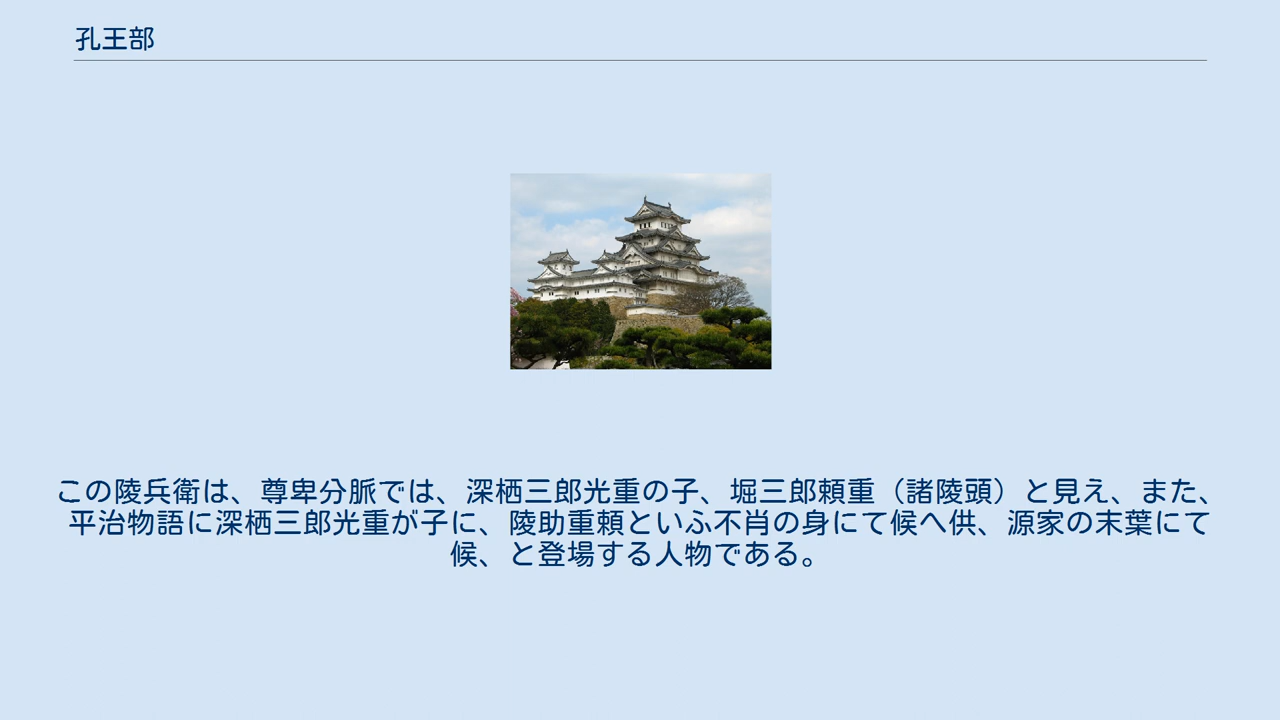 孔王部
この陵兵衛は、尊卑分脈では、深栖三郎光重の子、堀三郎頼重（諸陵頭）と見え、また、
平治物語に深栖三郎光重が子に、陵助重頼といふ不肖の身にて候へ供、源家の末葉にて
候、と登場する人物である。